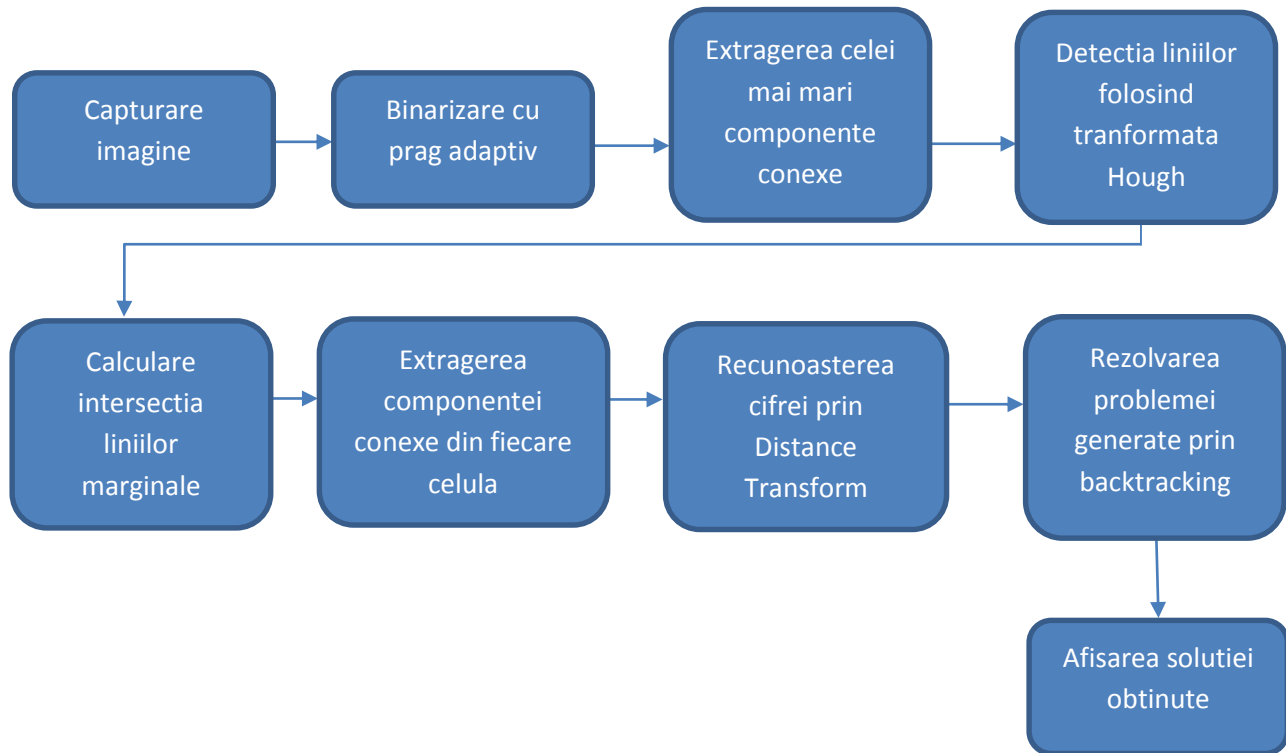 Capturare
imagine
Binarizare cu
prag adaptiv
Extragerea celei
mai mari
componente
conexe
Detectia liniilor
folosind
tranformata
Hough
Calculare
intersectia
liniilor
marginale
Extragerea
componentei
conexe din fiecare
celula
Recunoasterea
cifrei prin
Distance
Transform
Rezolvarea
problemei
generate prin
backtracking
Afisarea solutiei
obtinute